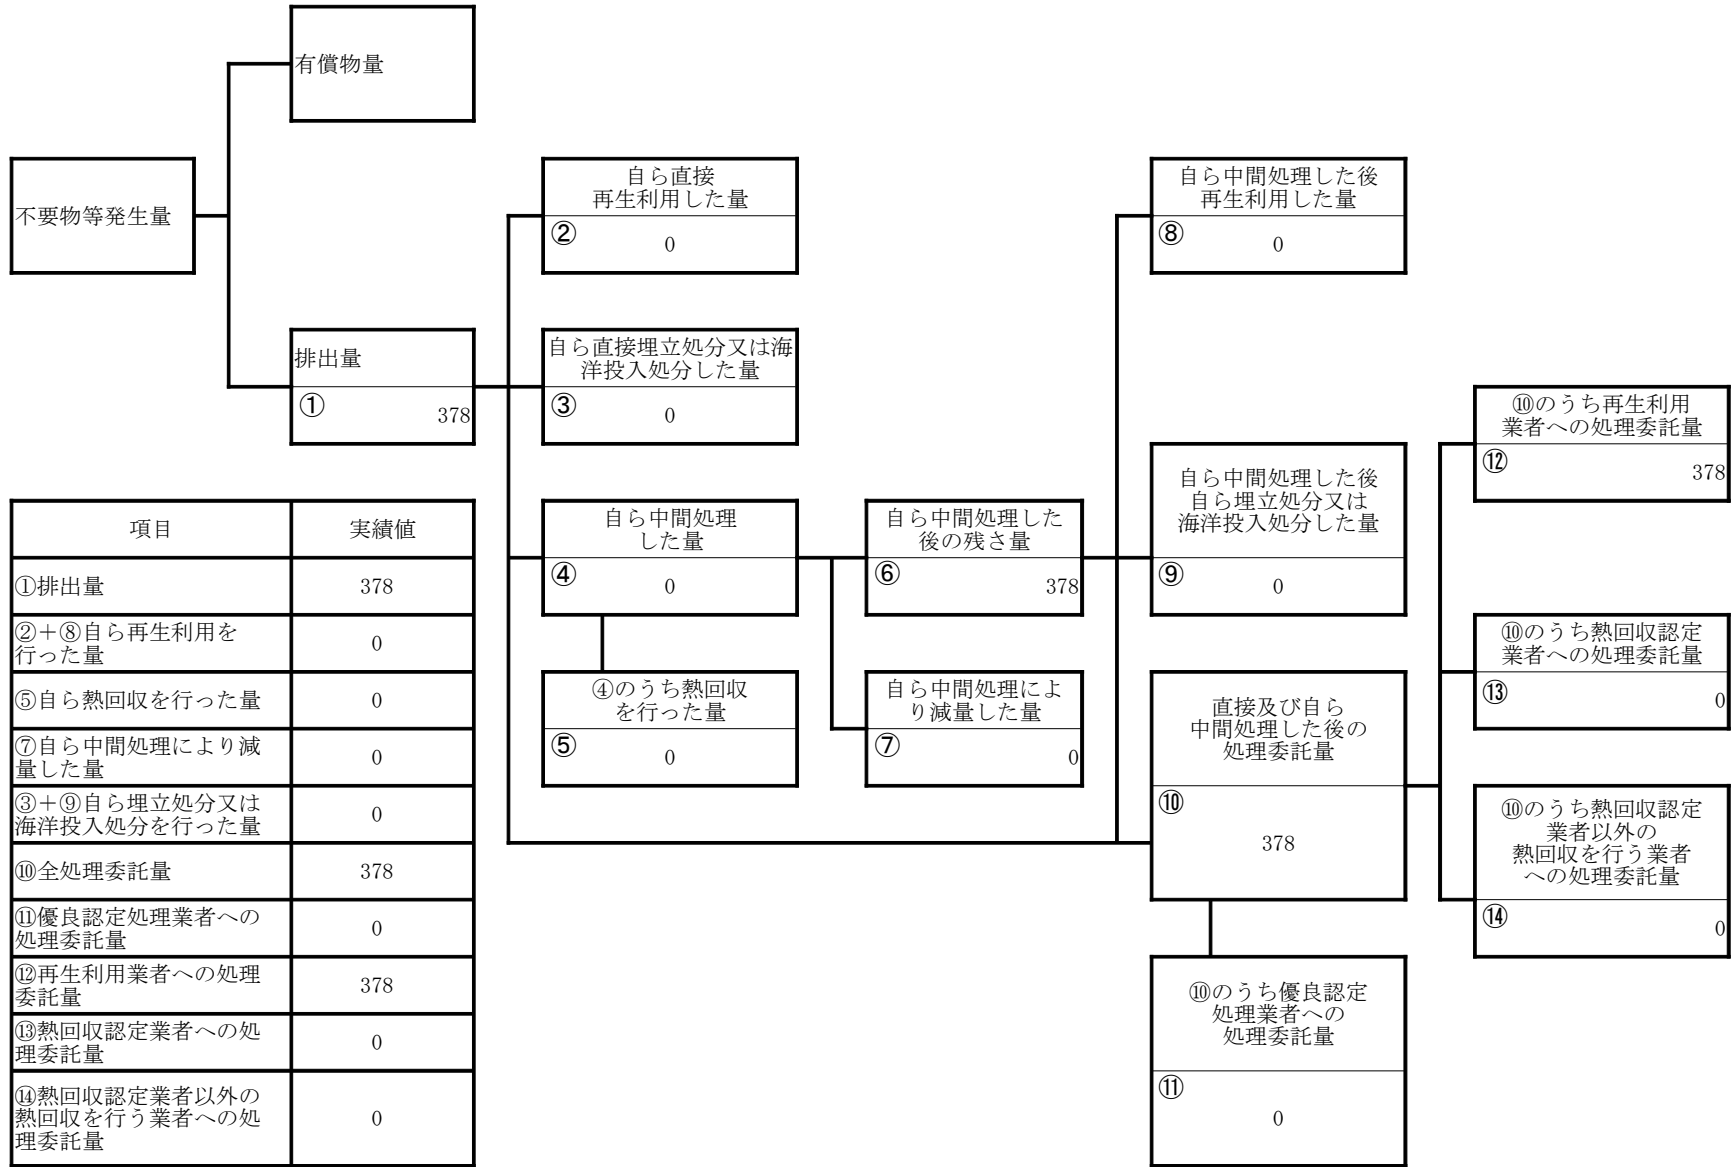 有償物量
不要物等発生量
自ら直接
再生利用した量
②
0
自ら中間処理した後
再生利用した量
⑧
0
排出量
①
378
自ら直接埋立処分又は海
洋投入処分した量
③
0
⑩のうち再生利用
業者への処理委託量
⑫
378
自ら中間処理
した量
④
0
自ら中間処理した
後の残さ量
⑥
378
自ら中間処理した後
自ら埋立処分又は
海洋投入処分した量
⑨
0
⑩のうち熱回収認定
業者への処理委託量
⑬
0
④のうち熱回収
を行った量
⑤
0
自ら中間処理によ
り減量した量
⑦
0
直接及び自ら
中間処理した後の
処理委託量
⑩
378
⑩のうち熱回収認定
業者以外の
熱回収を行う業者
への処理委託量
⑭
0
⑩のうち優良認定
処理業者への
処理委託量
⑪
0
項目 実績値
①排出量 378
②＋⑧自ら再生利用を
行った量 0
⑤自ら熱回収を行った量 0
⑦自ら中間処理により減
量した量 0
③＋⑨自ら埋立処分又は
海洋投入処分を行った量 0
⑩全処理委託量 378
⑪優良認定処理業者への
処理委託量 0
⑫再生利用業者への処理
委託量 378
⑬熱回収認定業者への処
理委託量 0
⑭熱回収認定業者以外の
熱回収を行う業者への処
理委託量 0